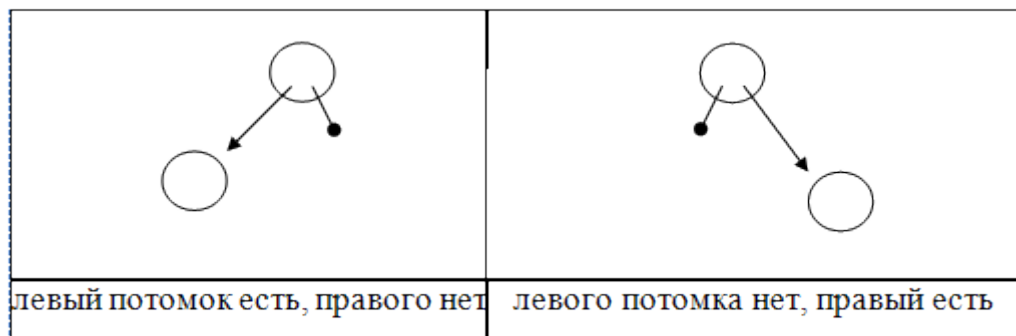 левый потомок есть, правого нет
левого потомка нет, правый есть